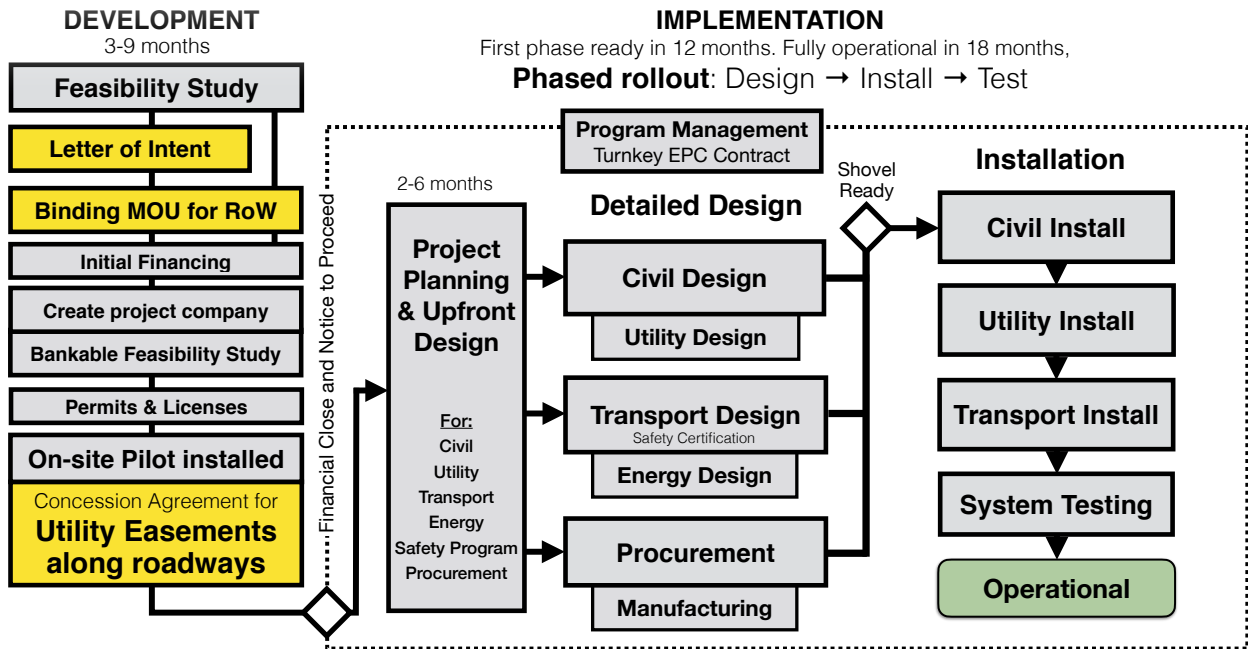 DEVELOPMENT
3-9 months
Feasibility Study
Letter of Intent
Binding MOU for RoW
Initial Financing
Create project company
Bankable Feasibility Study
Permits & Licenses
On-site Pilot installed
Concession Agreement for
Utility Easements
along roadways
Financial Close and Notice to Proceed
IMPLEMENTATION
First phase ready in 12 months. Fully operational in 18 months,
Phased rollout: Design → Install → Test
Program Management
Turnkey EPC Contract
2-6 months
Project
Planning
& Upfront
Design
For:
Civil
Utility
Transport
Energy
Safety Program
Procurement
Detailed Design
Civil Design
Utility Design
Transport Design
Safety Certification
Energy Design
Procurement
Manufacturing
Shovel
Ready
Installation
Civil Install
Utility Install
Transport Install
System Testing
Operational